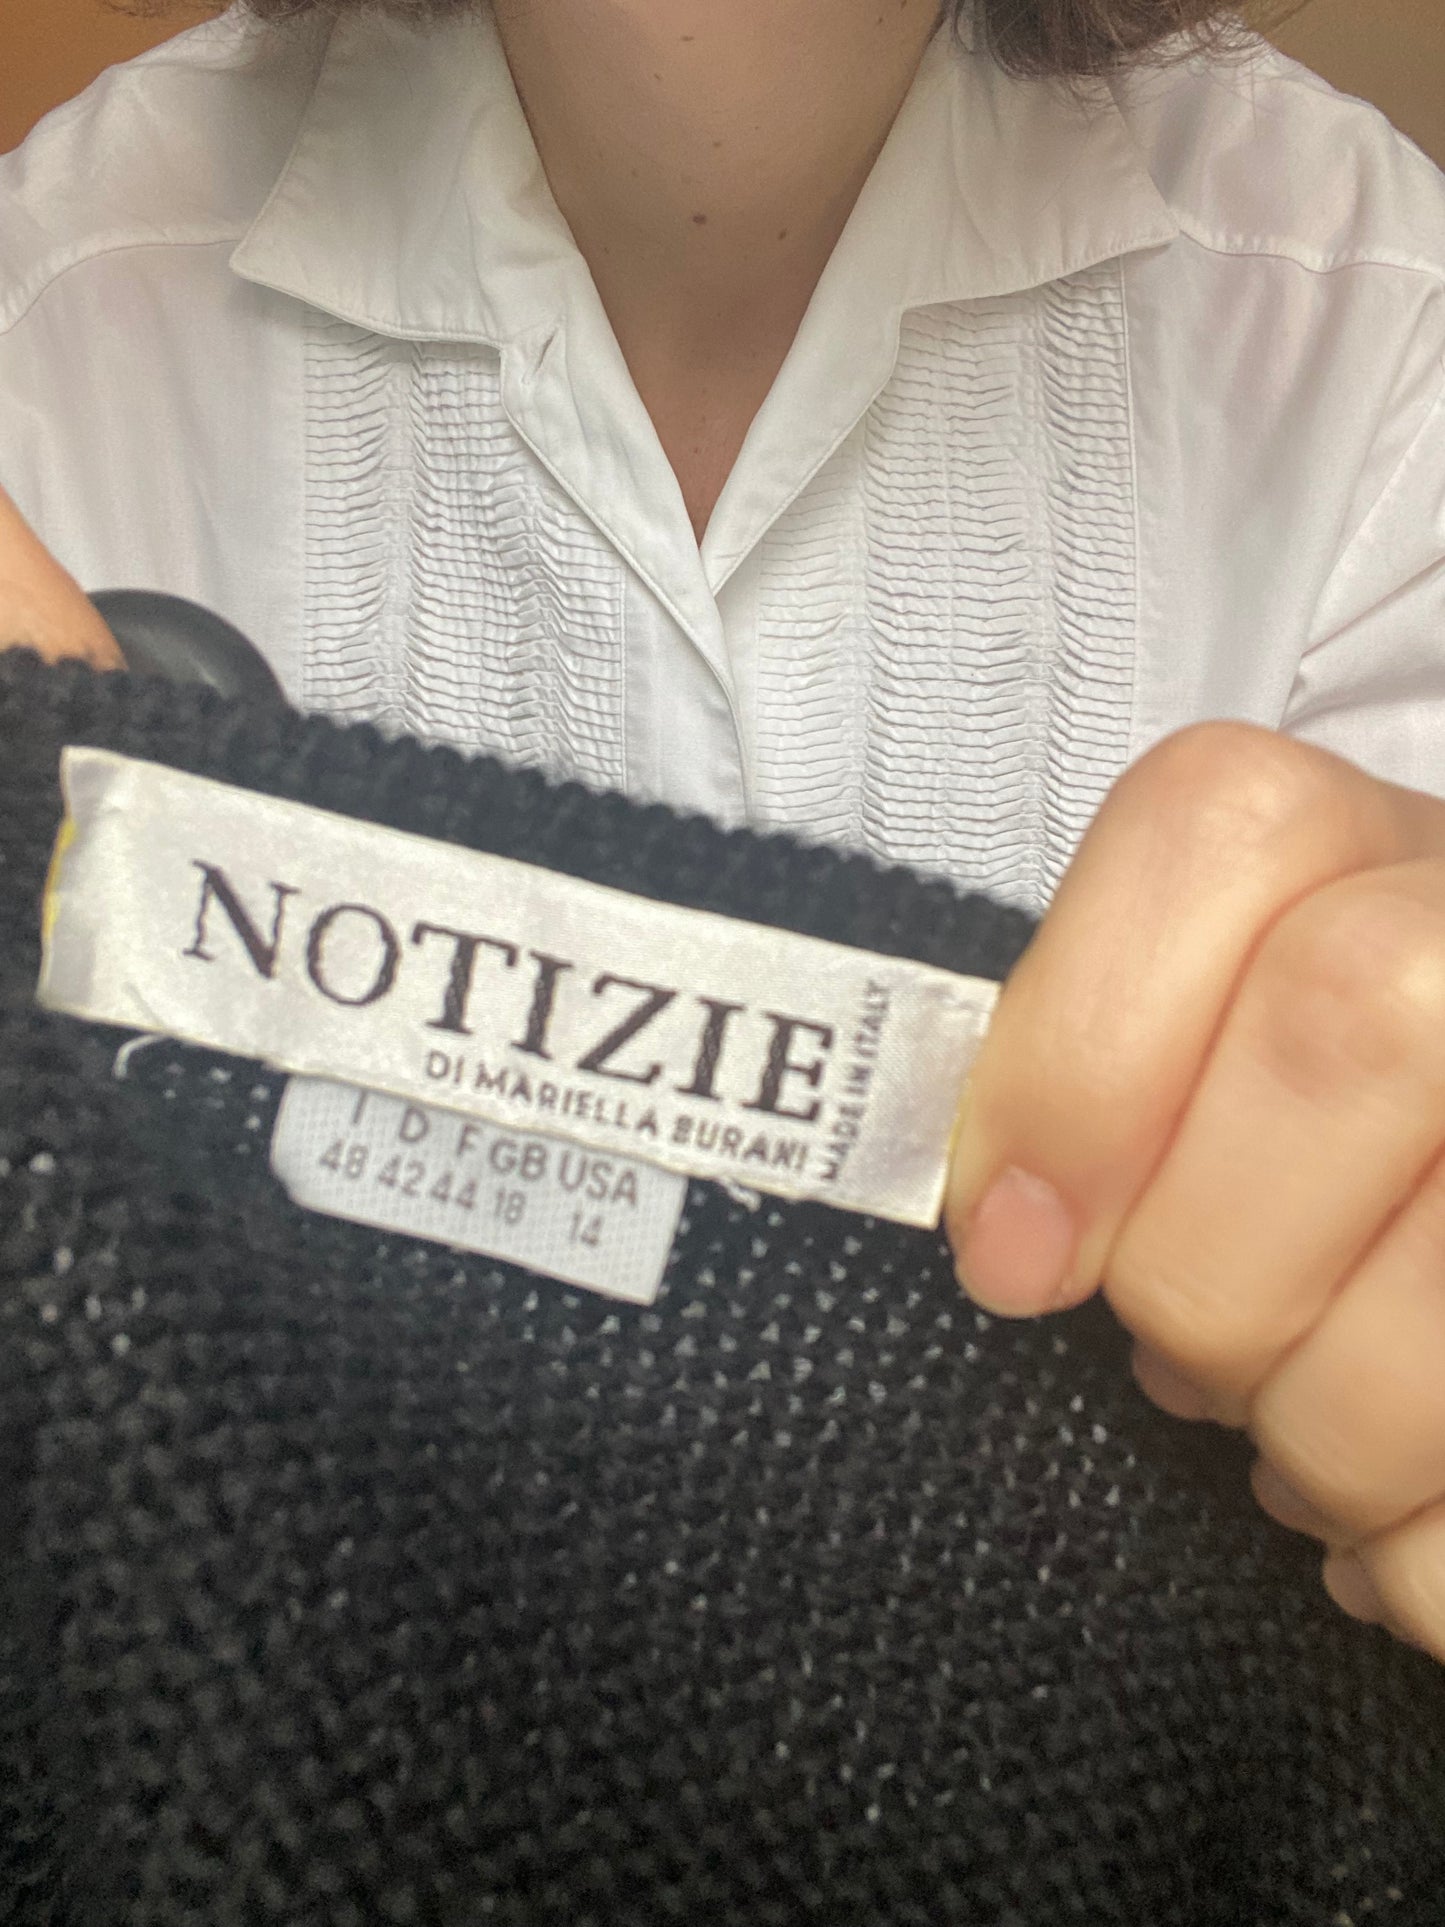 NOTIZIE
DI MARIELLA BURANI
MADE IN ITALY
I D F GB USA
48 42 44 18 14